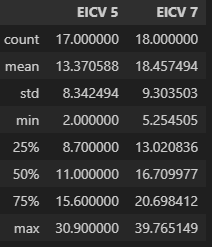 EICV 5 EICV 7
count 17.000000 18.000000
mean 13.370588 18.457494
std 8.342494 9.303503
min 2.000000 5.254505
25% 8.700000 13.020836
50% 11.000000 16.709977
75% 15.600000 20.698412
max 30.900000 39.765149